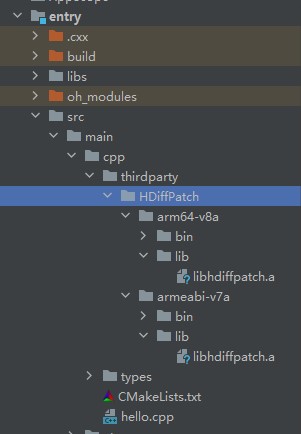 entry
.cxx
build
libs
oh_modules
src
main
cpp
thirdparty
HDiffPatch
arm64-v8a
bin
lib
libhdiffpatch.a
armeabi-v7a
bin
lib
libhdiffpatch.a
types
CMakeLists.txt
hello.cpp